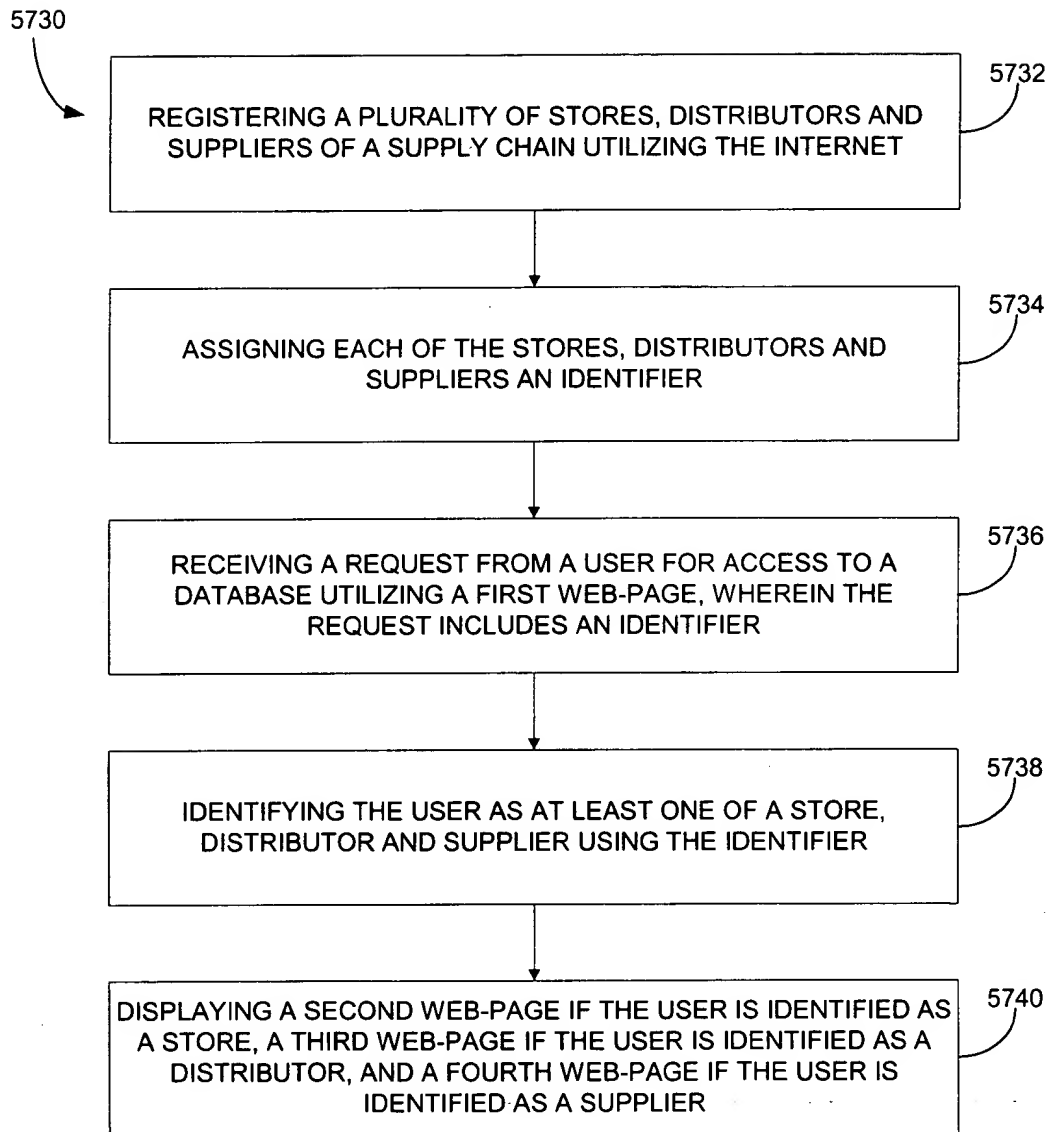 5730
5732
REGISTERING A PLURALITY OF STORES, DISTRIBUTORS AND
SUPPLIERS OF A SUPPLY CHAIN UTILIZING THE INTERNET
5734
ASSIGNING EACH OF THE STORES, DISTRIBUTORS AND
SUPPLIERS AN IDENTIFIER
5736
RECEIVING A REQUEST FROM A USER FOR ACCESS TO A
DATABASE UTILIZING A FIRST WEB-PAGE, WHEREIN THE
REQUEST INCLUDES AN IDENTIFIER
5738
IDENTIFYING THE USER AS AT LEAST ONE OF A STORE,
DISTRIBUTOR AND SUPPLIER USING THE IDENTIFIER
5740
DISPLAYING A SECOND WEB-PAGE IF THE USER IS IDENTIFIED AS
A STORE, A THIRD WEB-PAGE IF THE USER IS IDENTIFIED AS A
DISTRIBUTOR, AND A FOURTH WEB-PAGE IF THE USER IS
IDENTIFIED AS A SUPPLIER